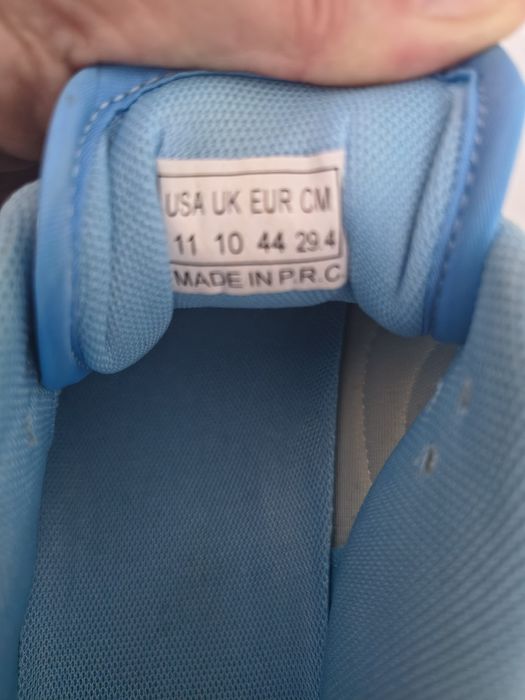 USA UK EUR CM
11 10 44 29.4
MADE IN P.R.C